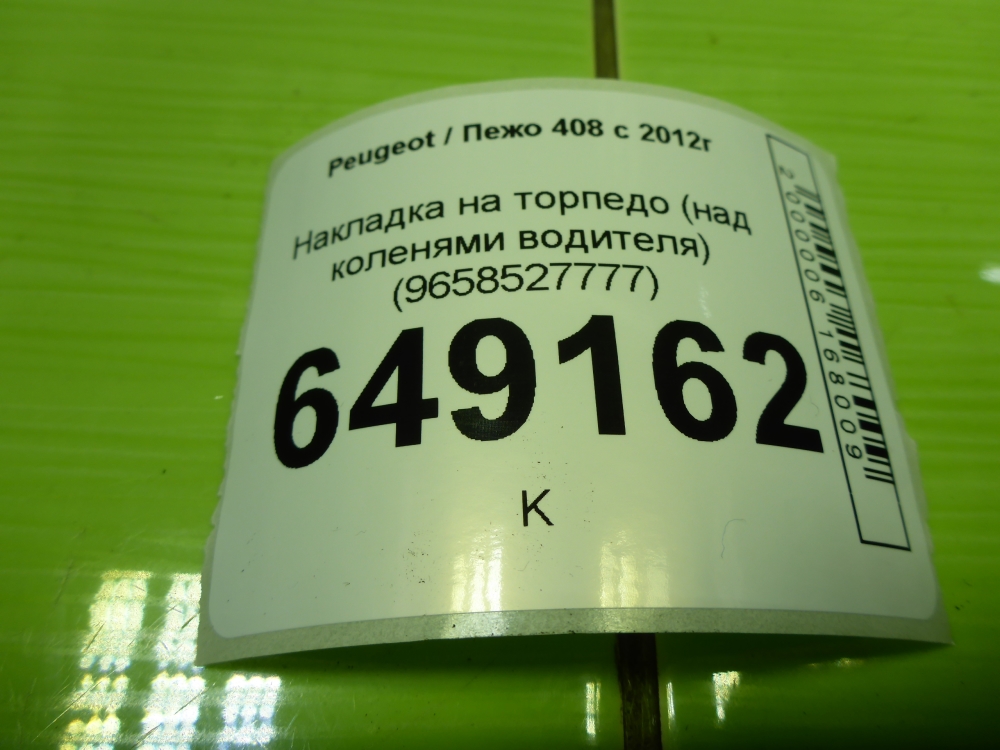 Peugeot / Пежо 408 с 2012г
Накладка на торпедо (над
коленями водителя)
(9658527777)
649162
К
2000006168009